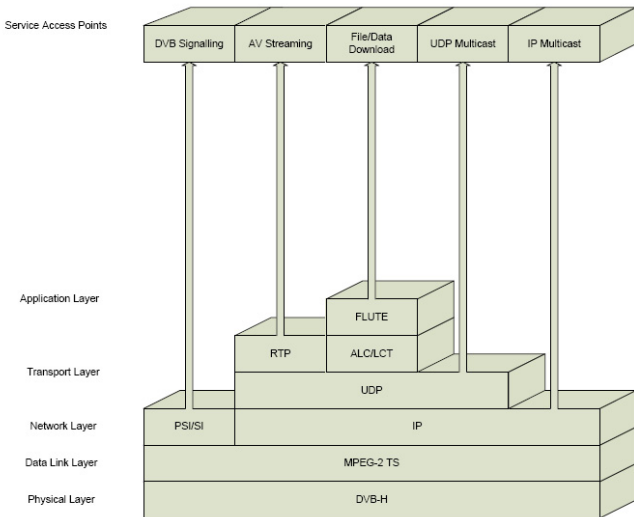 Service Access Points
DVB Signalling
AV Streaming
File/Data
Download
UDP Multicast
IP Multicast
Application Layer
FLUTE
RTP
ALC/LCT
Transport Layer
UDP
Network Layer
PSI/SI
IP
Data Link Layer
MPEG-2 TS
Physical Layer
DVB-H